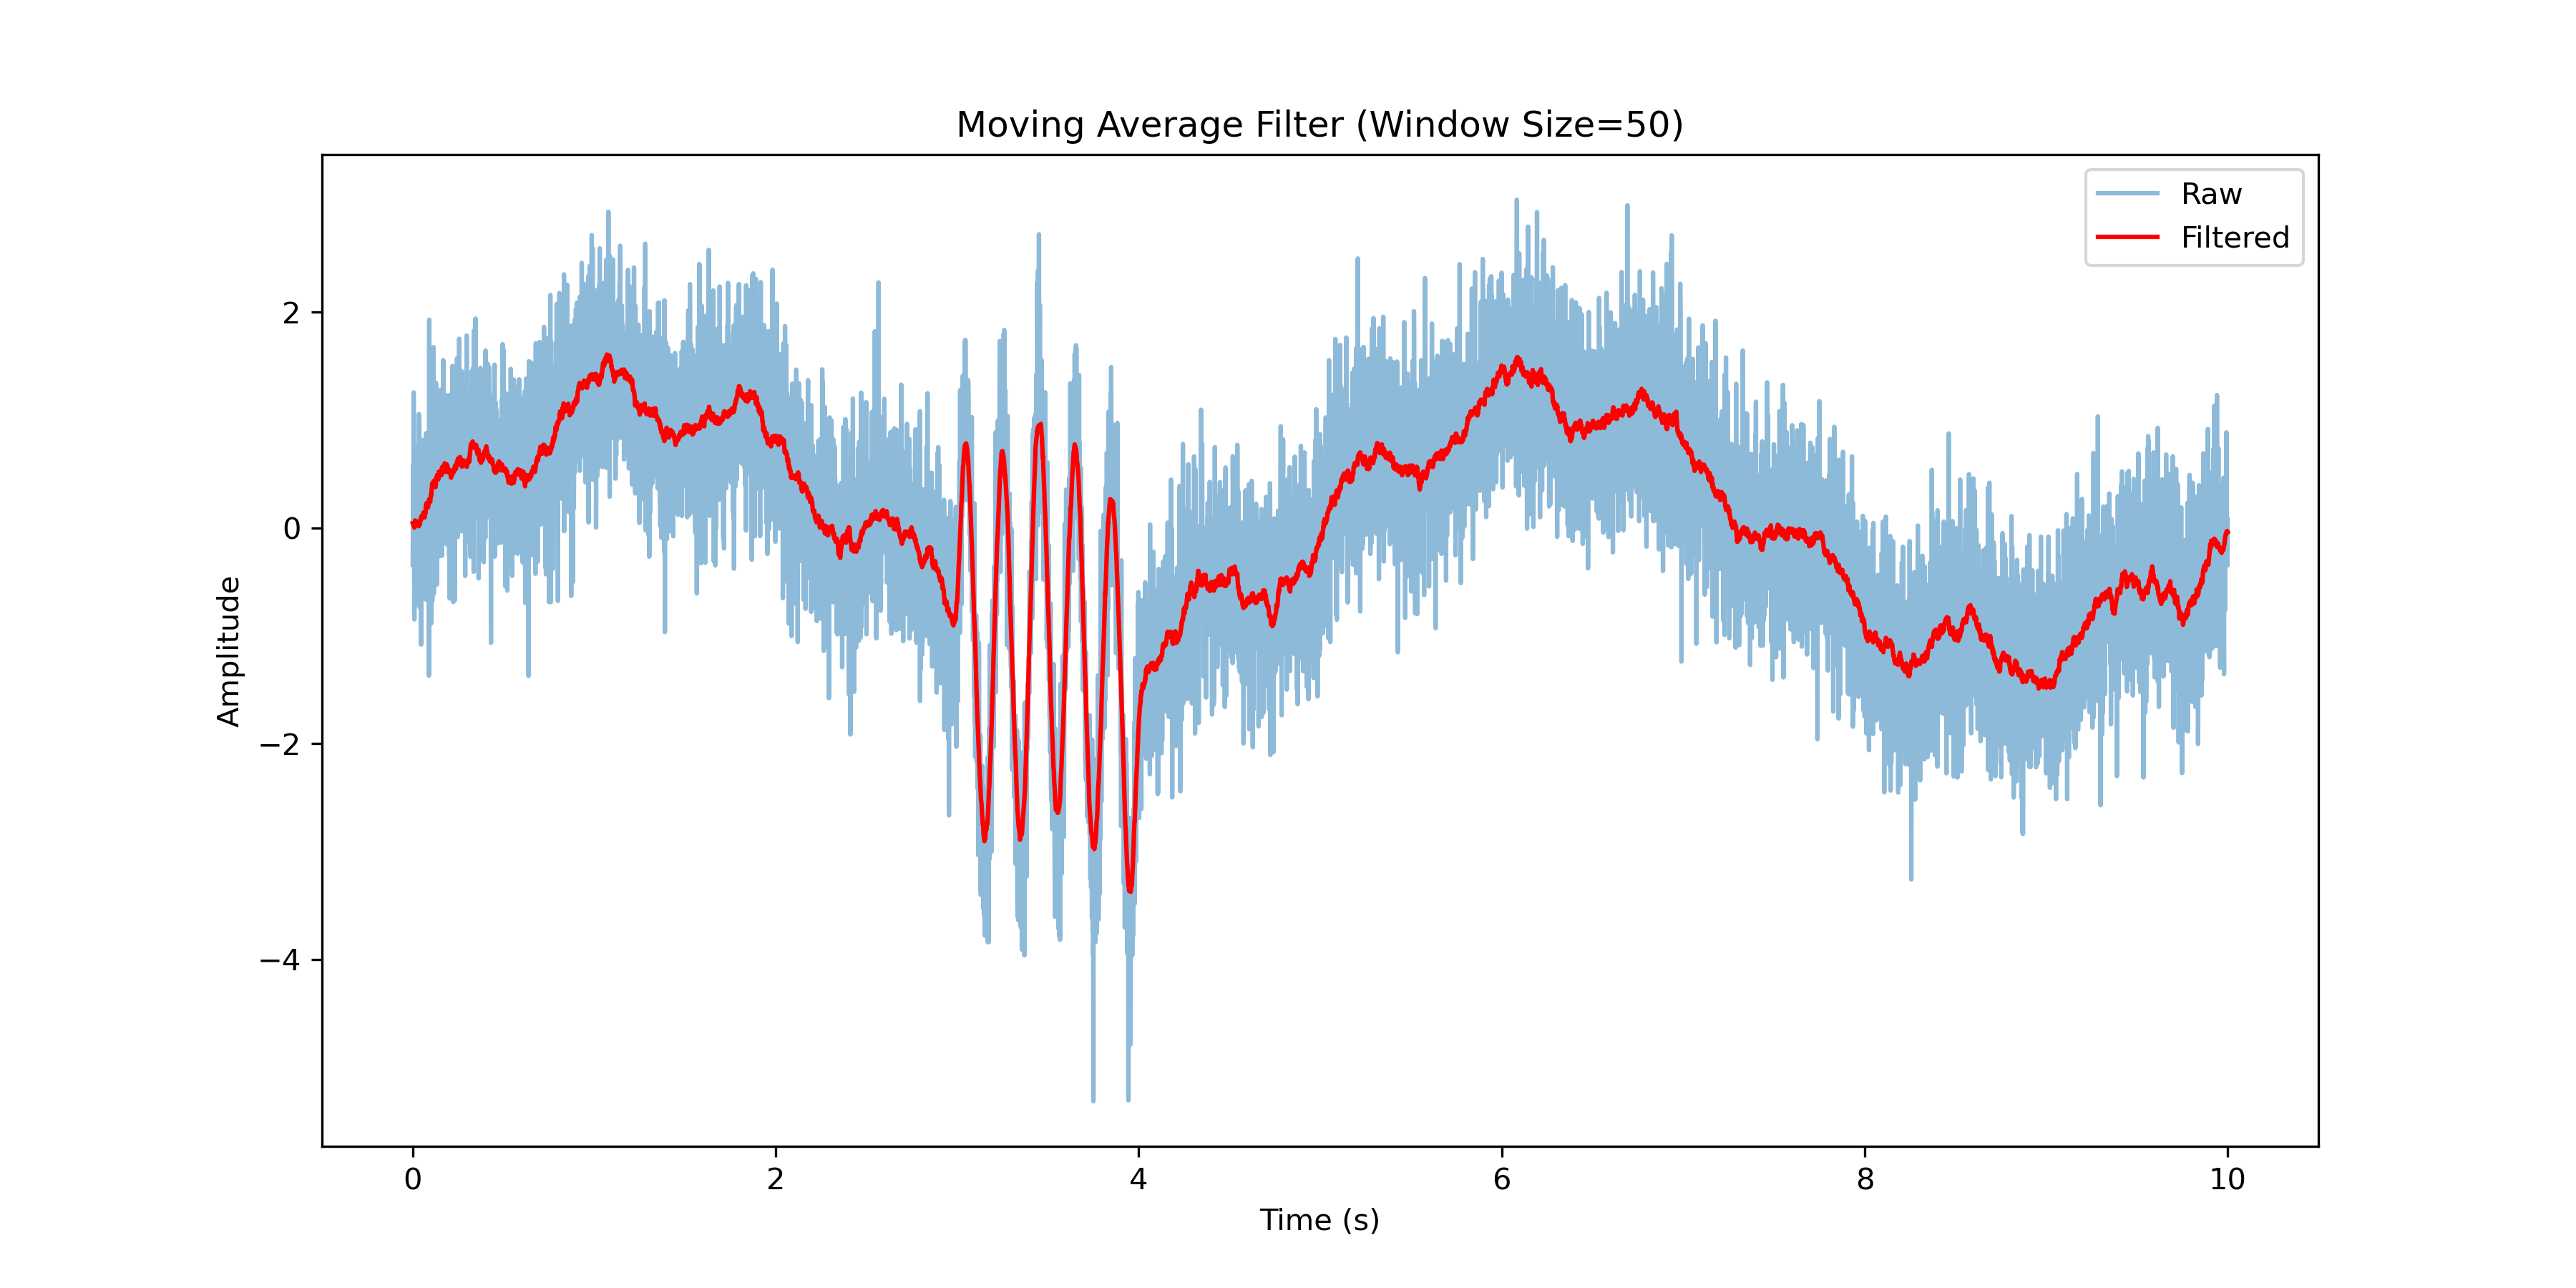 Moving Average Filter (Window Size=50)
Raw
Filtered
Amplitude
2
0
−2
−4
0 2 4 6 8 10
Time (s)